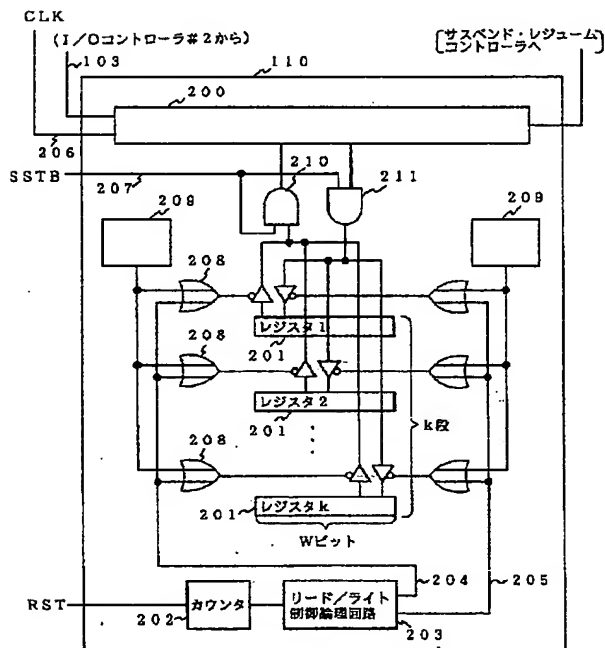 CLK
(I/Oコントローラ#2から)
サスペンド・レジューム
コントローラへ
103
110
200
206
SSTB
207
210
211
209
209
208
レジスタ1
201
208
レジスタ2
201
k段
208
201
レジスタk
Wビット
204
205
RST
カウンタ
リード/ライト
制御論理回路
202
203